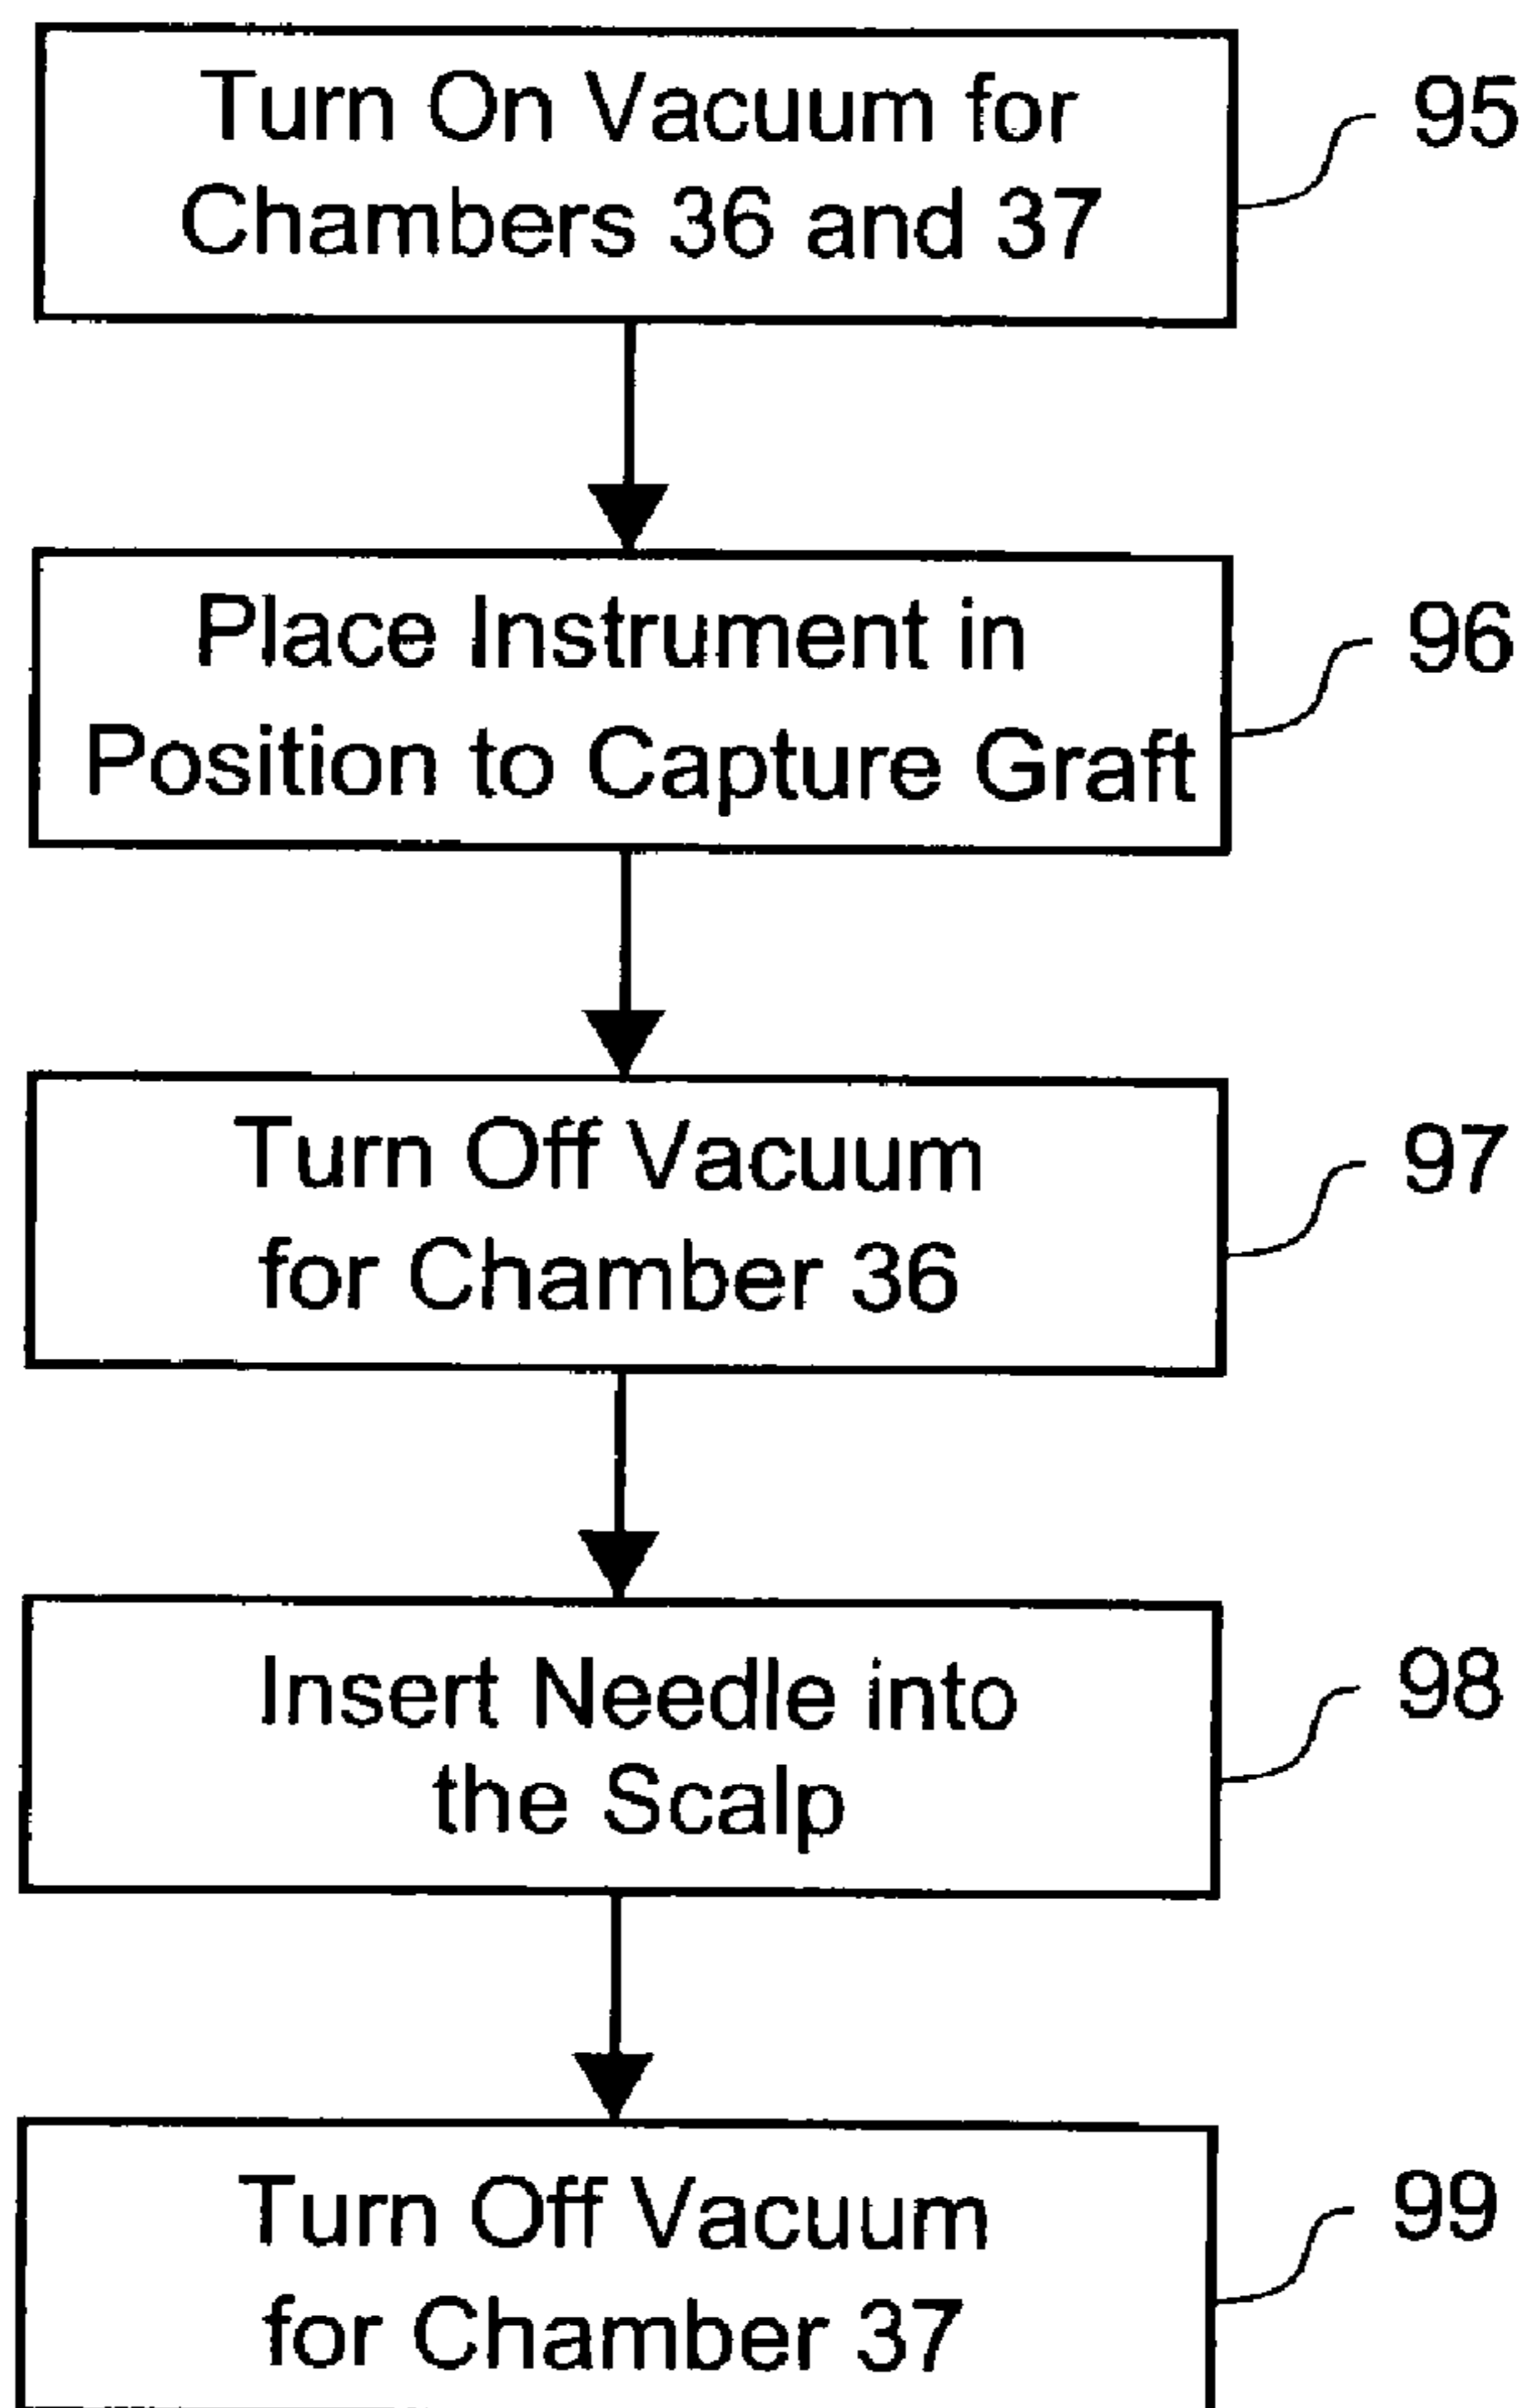 Turn On Vacuum for
Chambers 36 and 37
95
Place Instrument in
Position to Capture Graft
96
Turn Off Vacuum
for Chamber 36
97
Insert Needle into
the Scalp
98
Turn Off Vacuum
for Chamber 37
99